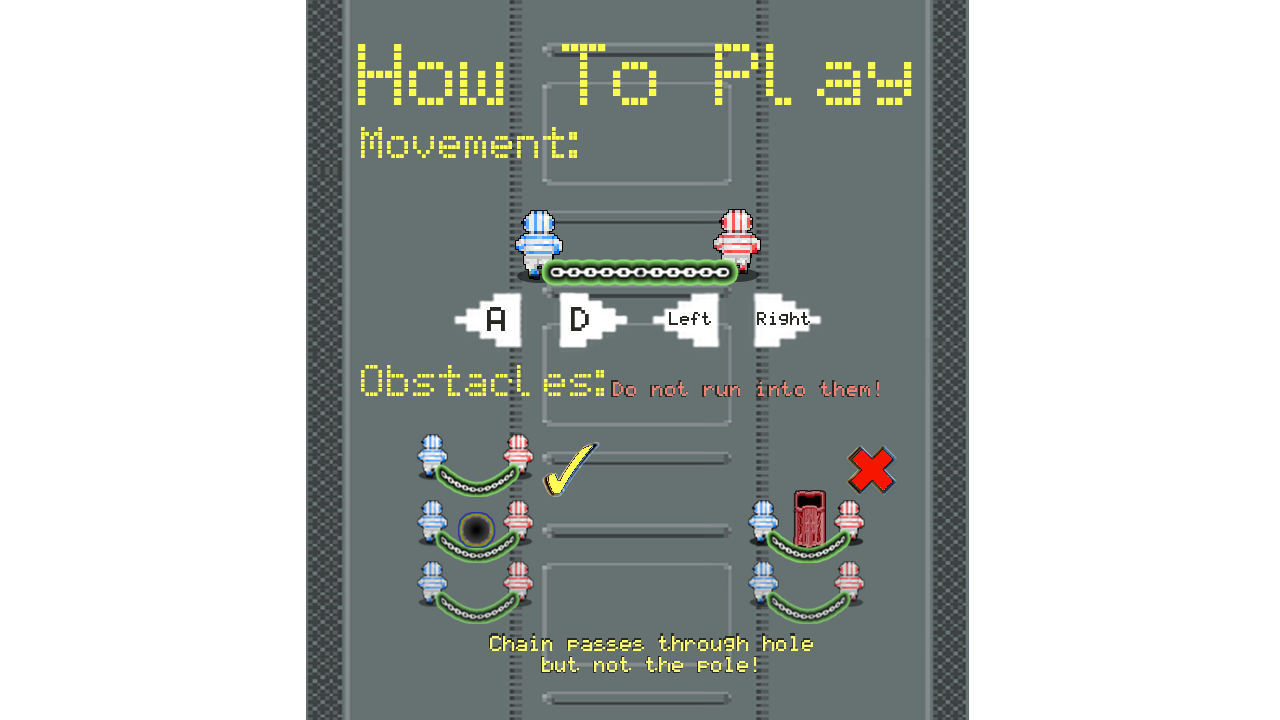 How To Play
Movement:
A D Left Right
Obstacles: Do not run into them!
Chain passes through hole
but not the pole!